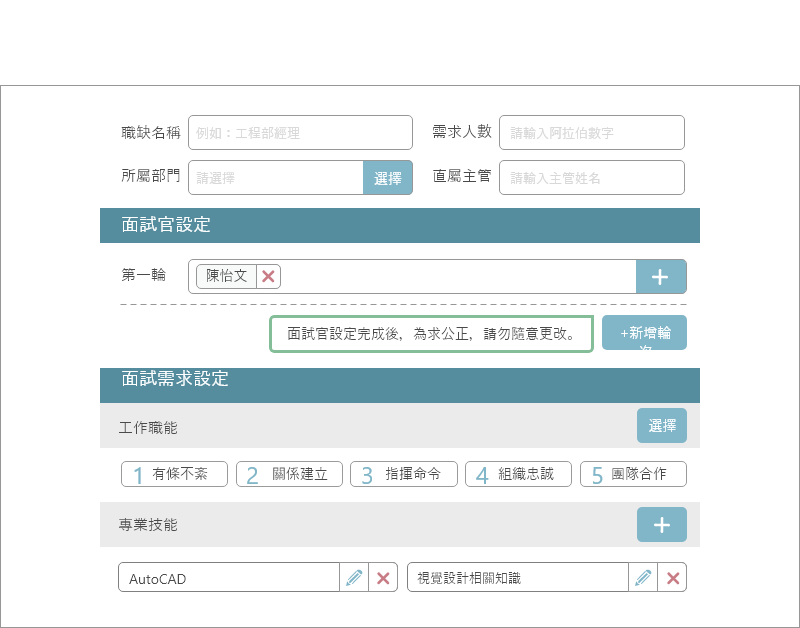 職缺名稱 例如：工程部經理 需求人數 請輸入阿拉伯數字
所屬部門 請選擇 選擇 直屬主管 請輸入主管姓名
面試官設定
第一輪 陳怡文
面試官設定完成後，為求公正，請勿隨意更改。 +新增輪
次
面試需求設定
工作職能 選擇
1 有條不紊 2 關係建立 3 指揮命令 4 組織忠誠 5 團隊合作
專業技能
AutoCAD 視覺設計相關知識